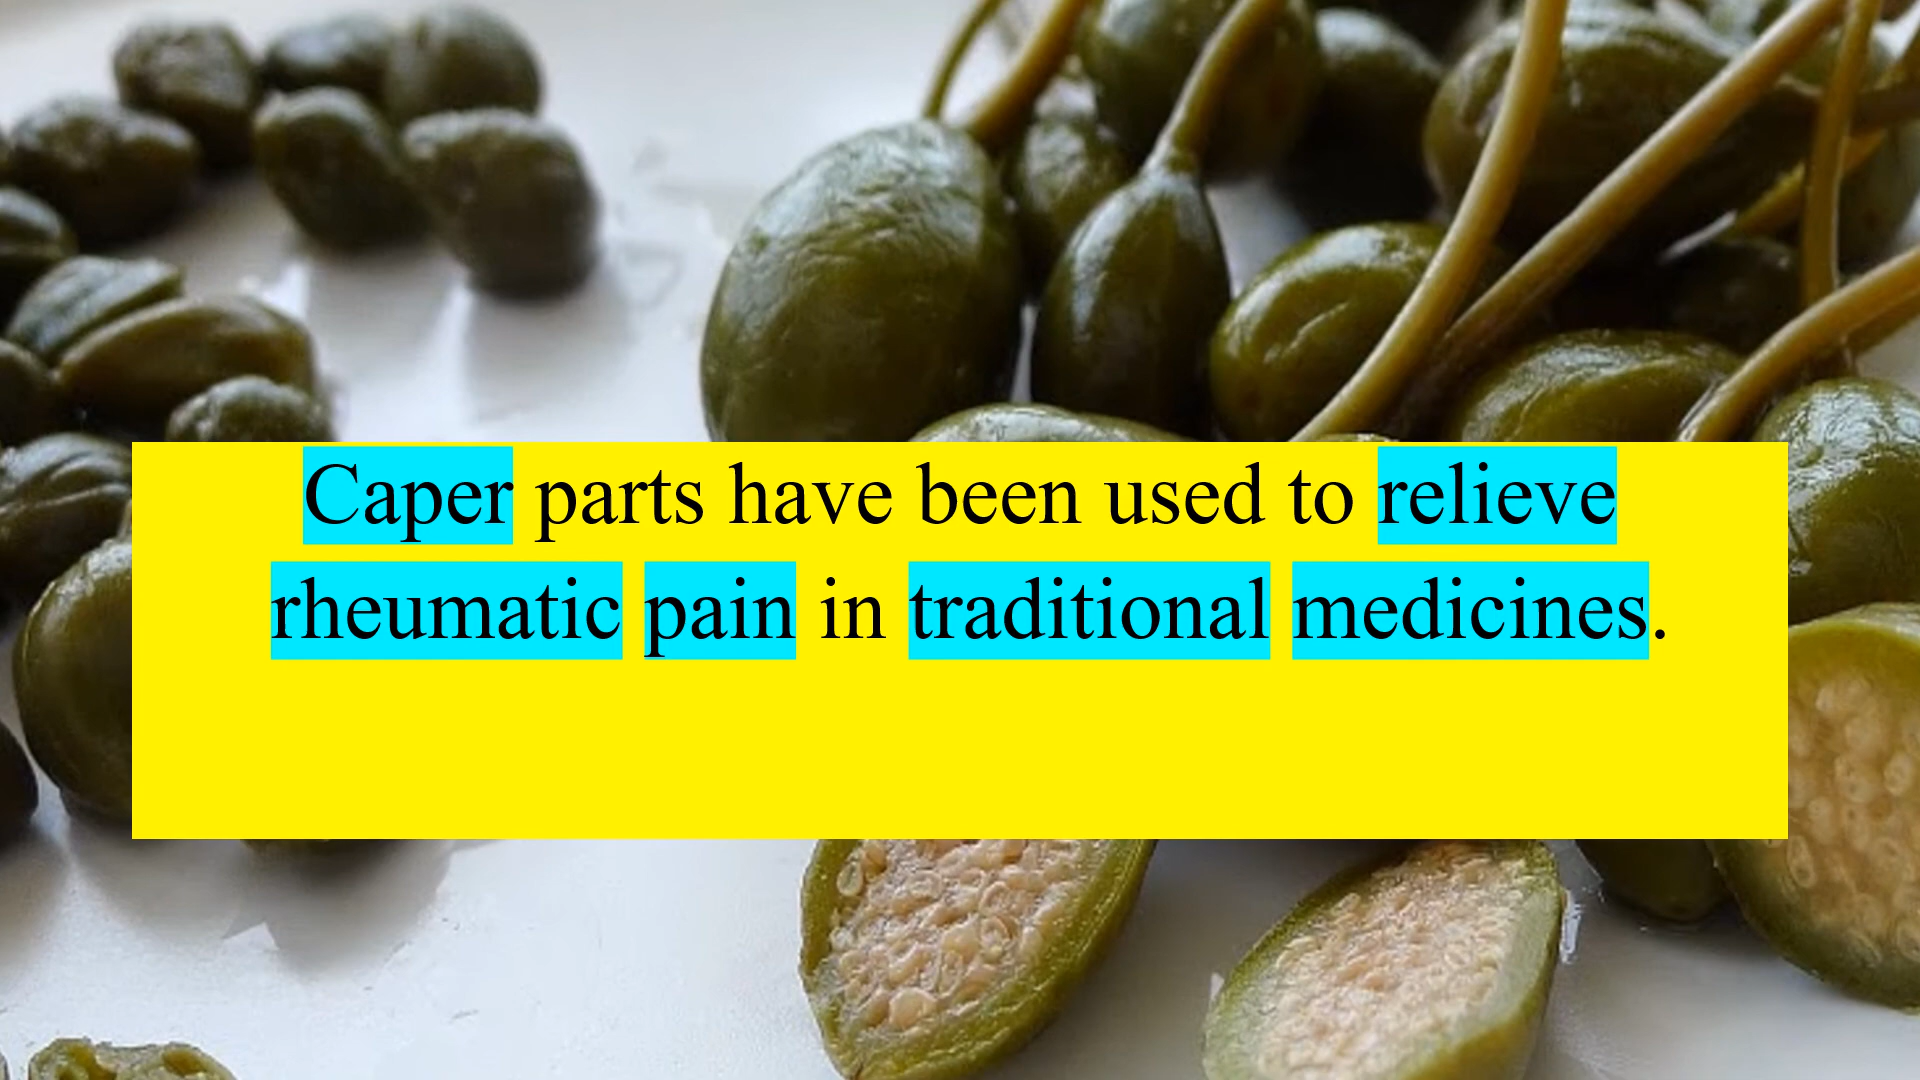 Caper parts have been used to relieve
rheumatic pain in traditional medicines.